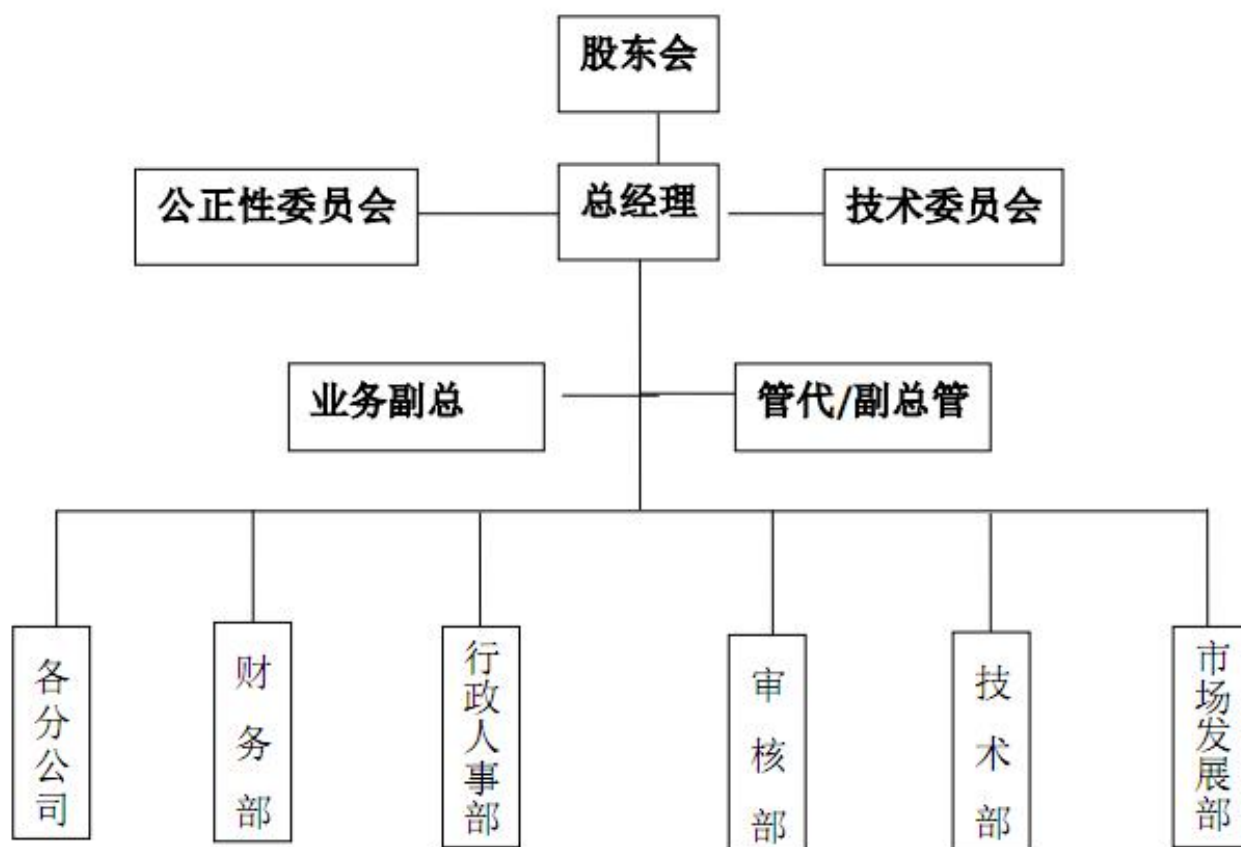 股东会
公正性委员会
总经理
技术委员会
业务副总
管代/副总管
各分公司
财务部
行政人事部
审核部
技术部
市场发展部